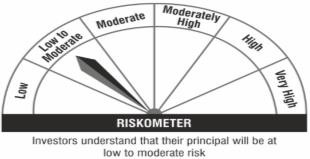 Low
Low to
Moderate
Moderate
Moderately
High
High
Very High
RISKOMETER
Investors understand that their principal will be at
low to moderate risk